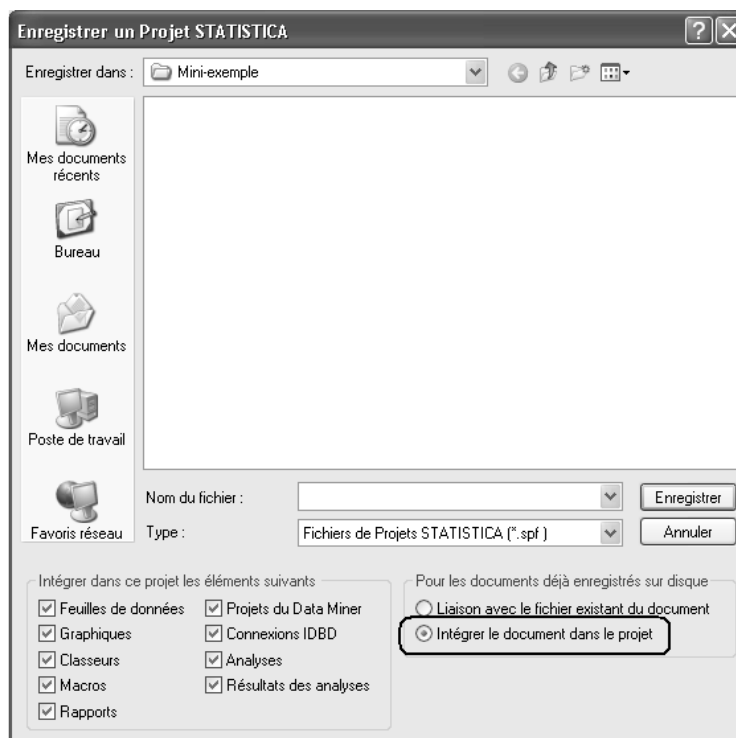 Enregistrer un Projet STATISTICA
Enregistrer dans :
Mini-exemple
Mes documents
récents
Bureau
Mes documents
Poste de travail
Favoris réseau
Nom du fichier :
Enregistrer
Type :
Fichiers de Projets STATISTICA (*.spf )
Annuler
Intégrer dans ce projet les éléments suivants
Feuilles de données
Projets du Data Miner
Graphiques
Connexions IDBD
Classeurs
Analyses
Macros
Résultats des analyses
Rapports
Pour les documents déjà enregistrés sur disque
Liaison avec le fichier existant du document
Intégrer le document dans le projet